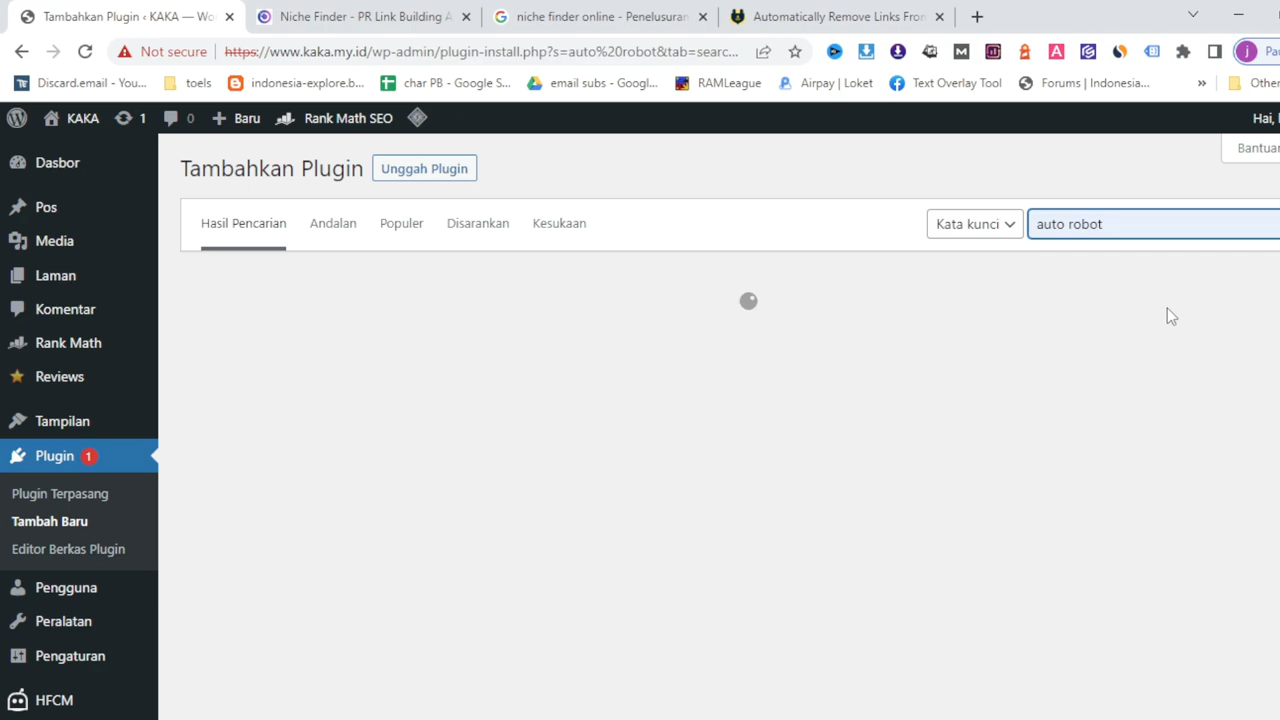 Tambahkan Plugin ‹ KAKA — Wo
Niche Finder - PR Link Building A
niche finder online - Penelusuran
Automatically Remove Links From
Not secure
https://www.kaka.my.id/wp-admin/plugin-install.php?s=auto%20robot&tab=searc...
j
Pau
Discard.email - You...
toels
indonesia-explore.b...
char PB - Google S...
email subs - Googl...
RAMLeague
Airpay | Loket
Text Overlay Tool
Forums | Indonesia...
»
Other
KAKA
1
0
Baru
Rank Math SEO
Hai,
Dasbor
Pos
Media
Laman
Komentar
Rank Math
Reviews
Tampilan
Plugin 1
Plugin Terpasang
Tambah Baru
Editor Berkas Plugin
Pengguna
Peralatan
Pengaturan
HFCM
Bantuan
Tambahkan Plugin
Unggah Plugin
Hasil Pencarian
Andalan
Populer
Disarankan
Kesukaan
Kata kunci
auto robot